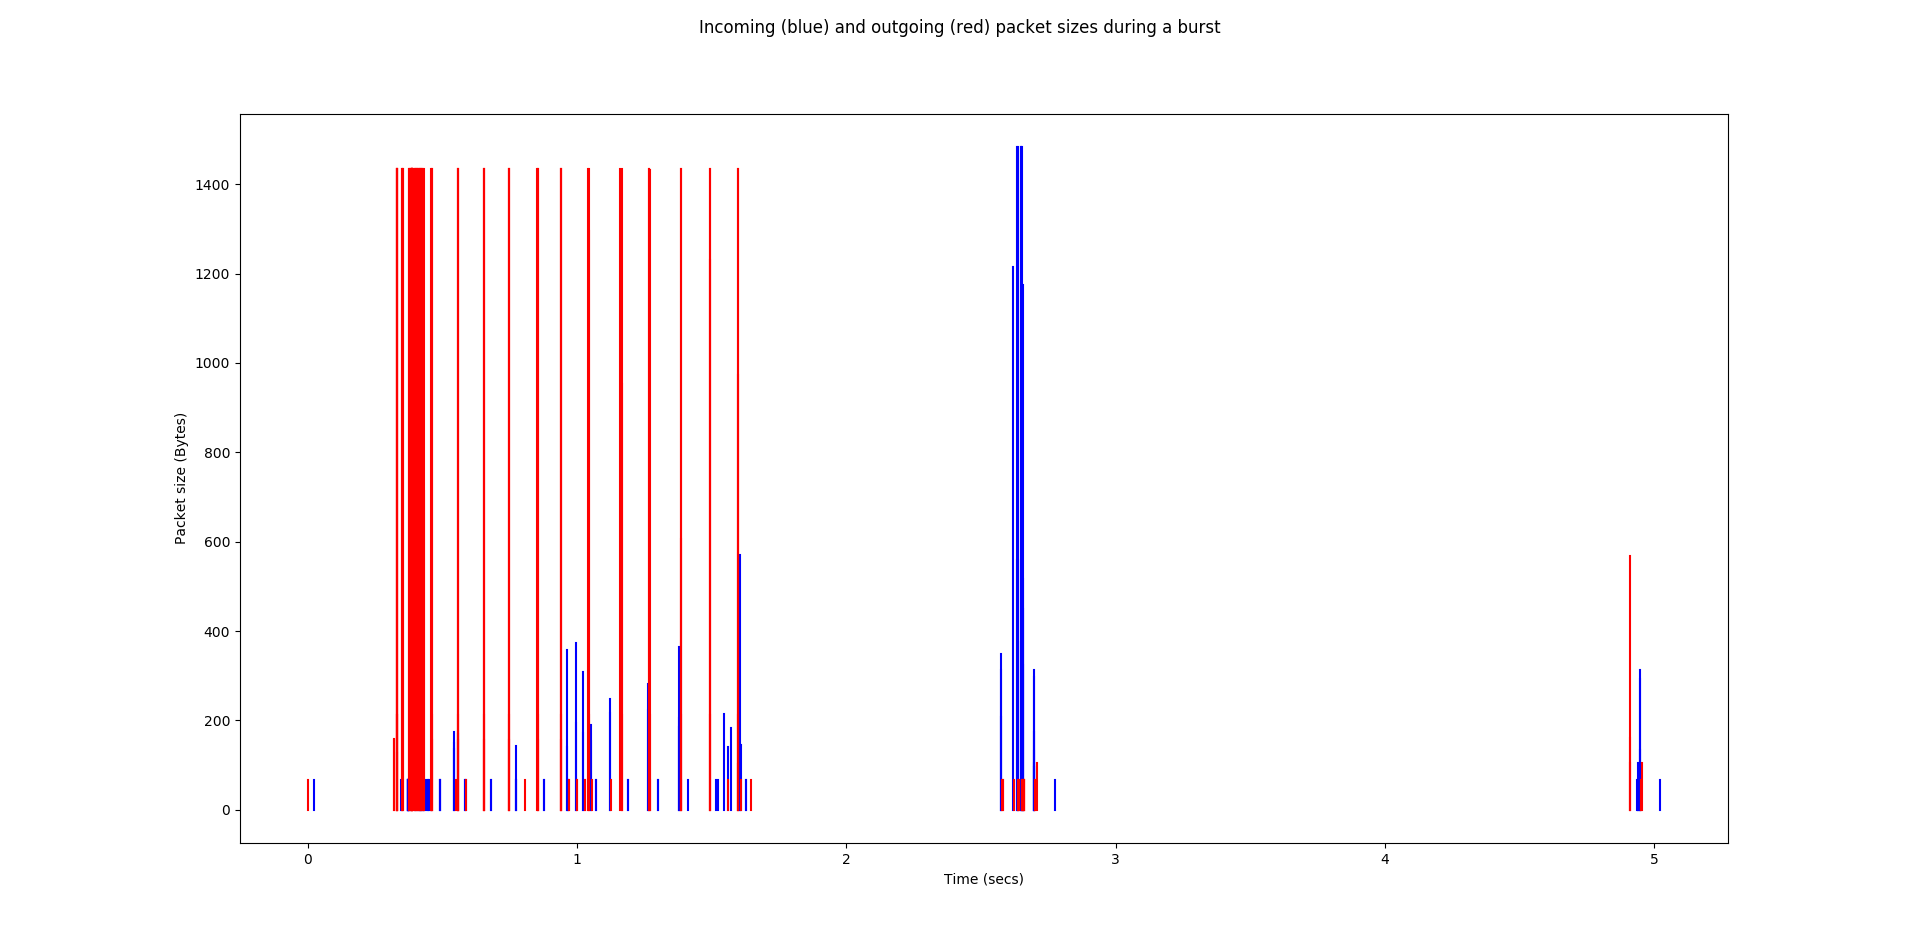 Incoming (blue) and outgoing (red) packet sizes during a burst
1400
1200
1000
800
600
400
200
0
Packet size (Bytes)
0 1 2 3 4 5
Time (secs)